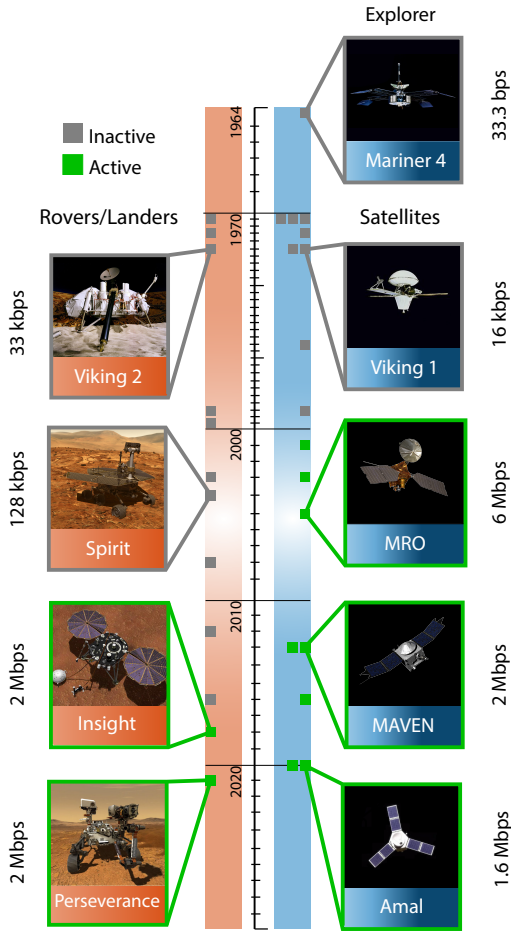 Explorer
1964
33.3 bps
Inactive
Active
Mariner 4
Rovers/Landers
1970
Satellites
33 kbps
Viking 2
Viking 1
16 kbps
2000
128 kbps
Spirit
MRO
6 Mbps
2010
2 Mbps
Insight
MAVEN
2 Mbps
2020
2 Mbps
Perseverance
Amal
1.6 Mbps